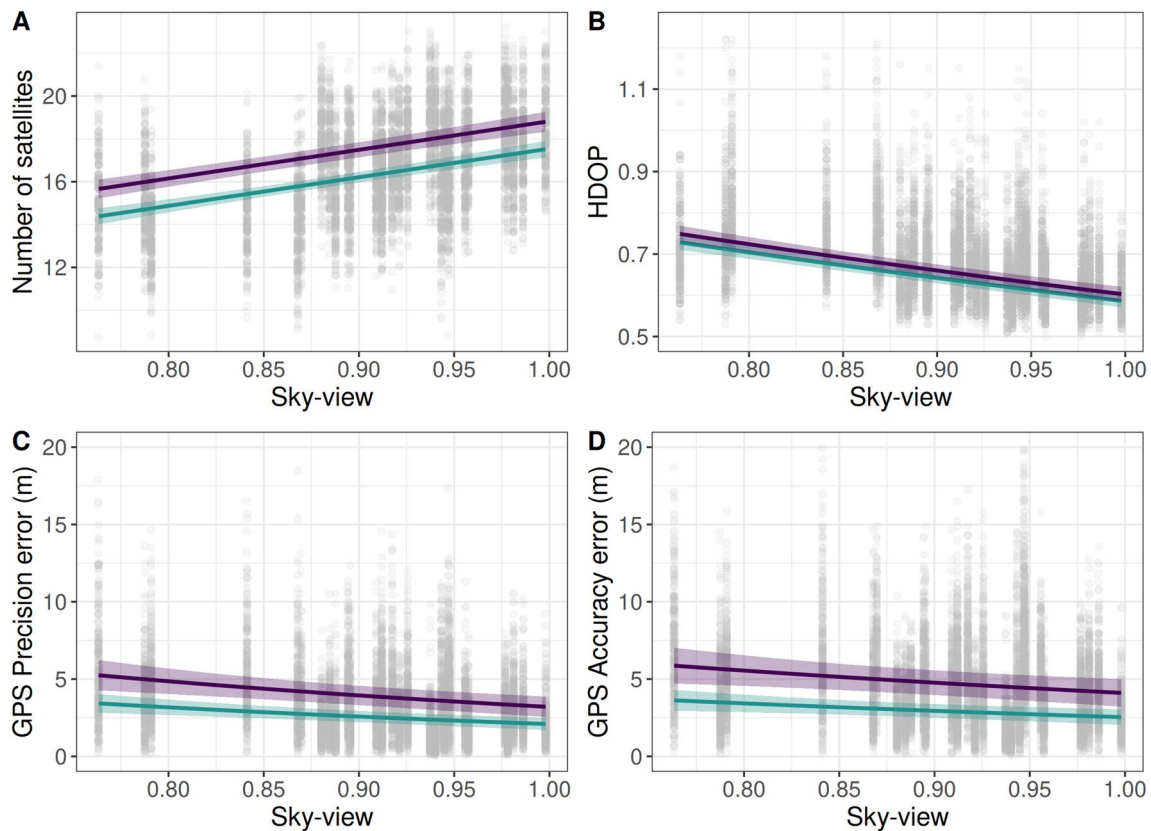 A
B
Number of satellites
20
16
12
0.80 0.85 0.90 0.95 1.00
Sky-view
HDOP
1.1
0.9
0.7
0.5
0.80 0.85 0.90 0.95 1.00
Sky-view
C
D
GPS Precision error (m)
20
15
10
5
0
0.80 0.85 0.90 0.95 1.00
Sky-view
GPS Accuracy error (m)
20
15
10
5
0
0.80 0.85 0.90 0.95 1.00
Sky-view